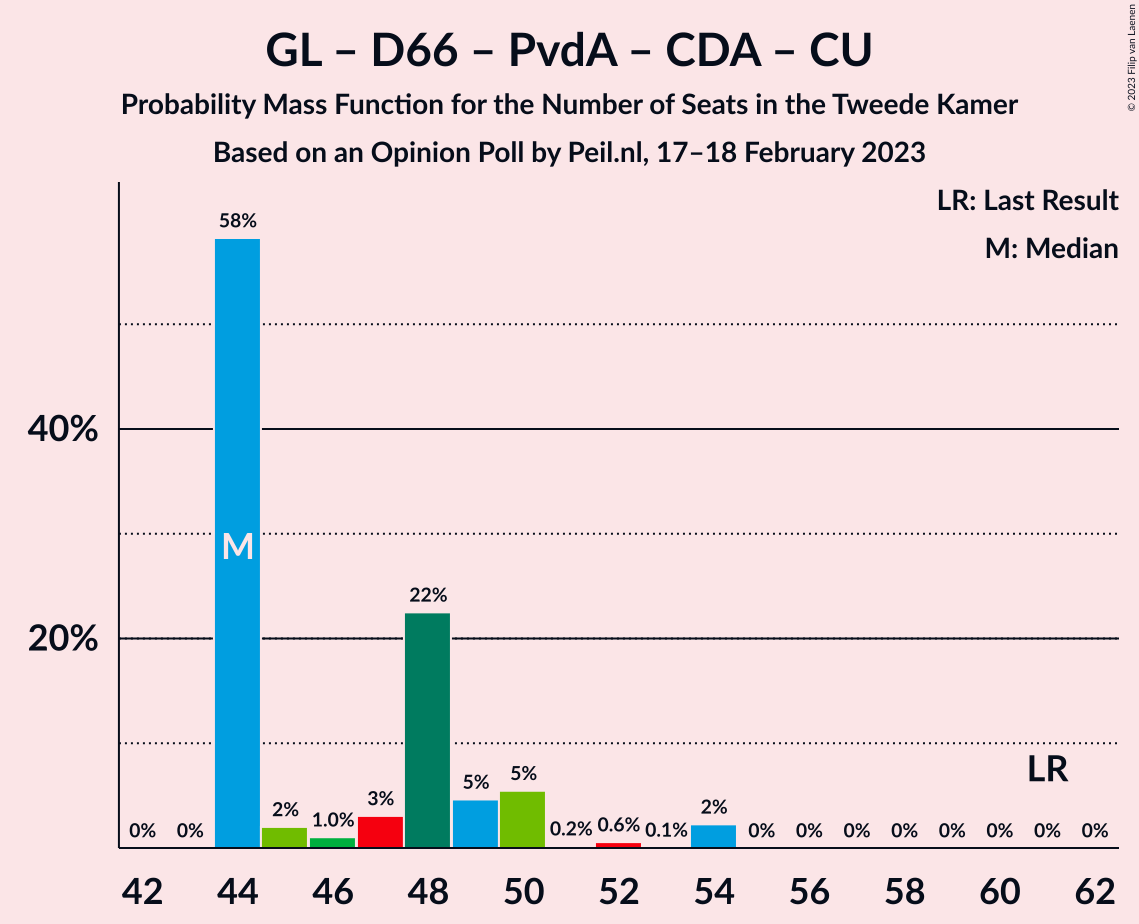 GL – D66 – PvdA – CDA – CU
Probability Mass Function for the Number of Seats in the Tweede Kamer
Based on an Opinion Poll by Peil.nl, 17–18 February 2023
© 2023 Filip van Laenen
LR: Last Result
M: Median
58%
40%
M
22%
20%
LR
0% 0% 2% 1.0% 3% 5% 5% 0.2% 0.6% 0.1% 2% 0% 0% 0% 0% 0% 0% 0% 0%
42 44 46 48 50 52 54 56 58 60 62